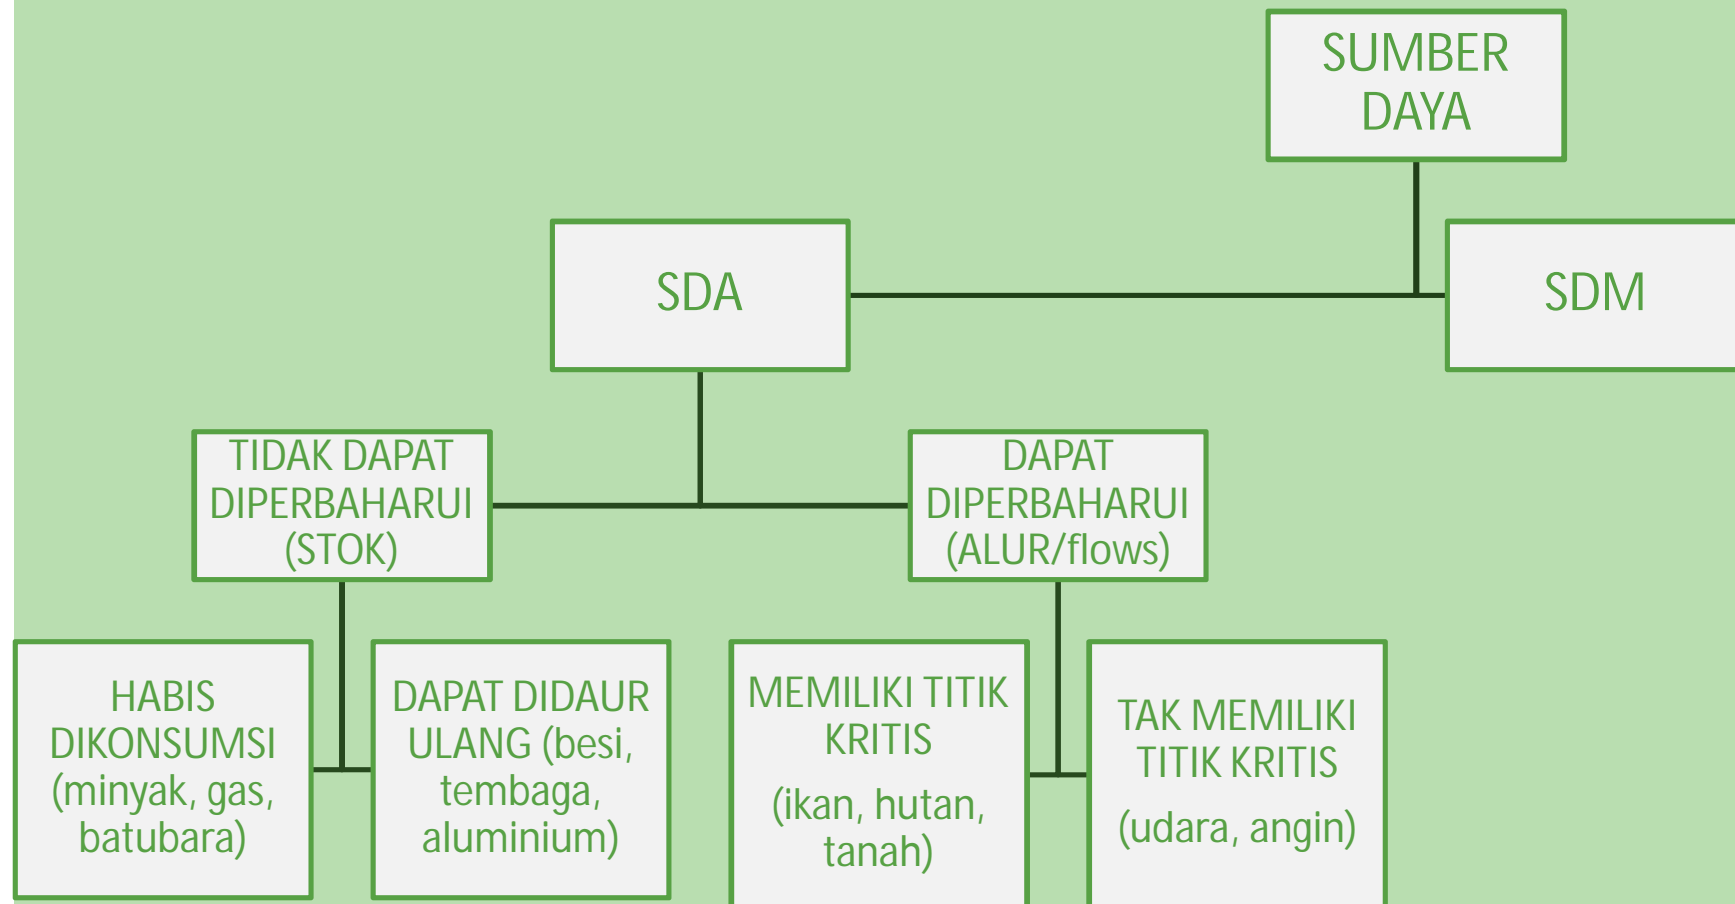 SUMBER
DAYA
SDA
SDM
TIDAK DAPAT
DIPERBAHARUI
(STOK)
DAPAT
DIPERBAHARUI
(ALUR/flows)
HABIS
DIKONSUMSI
(minyak, gas,
batubara)
DAPAT DIDAUR
ULANG (besi,
tembaga,
aluminium)
MEMILIKI TITIK
KRITIS
(ikan, hutan,
tanah)
TAK MEMILIKI
TITIK KRITIS
(udara, angin)